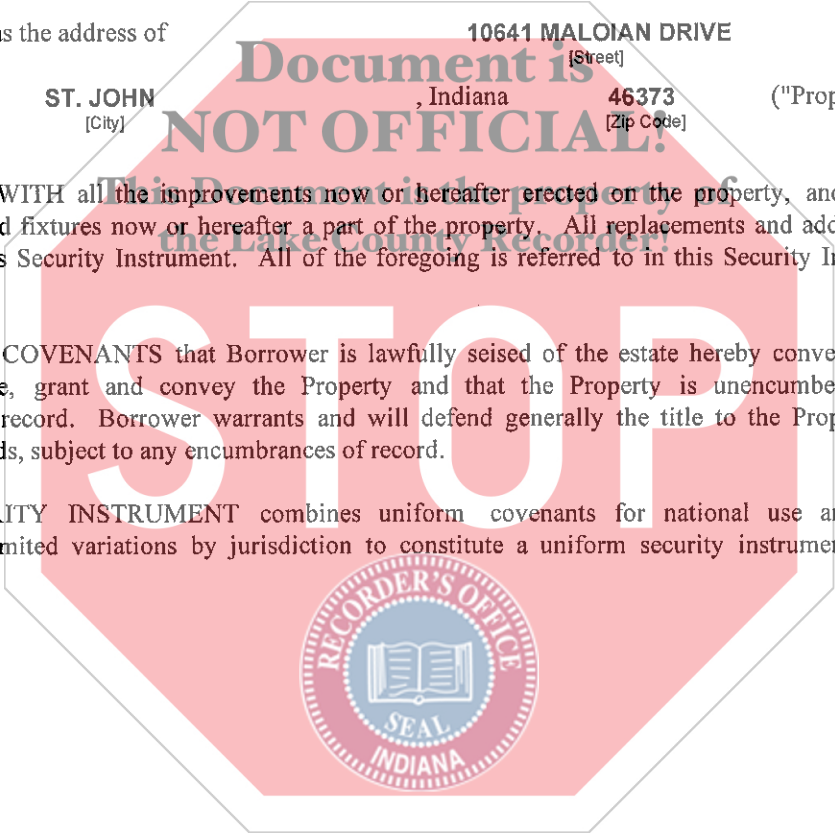 as the address of 10641 MALOIAN DRIVE
[Street]
ST. JOHN , Indiana 46373 ("Prop
[City] [Zip Code]
Document is
NOT OFFICIAL!
This Document is the property of
the Lake County Recorder!
WITH all the improvements now or hereafter erected on the property, and
d fixtures now or hereafter a part of the property. All replacements and add
s Security Instrument. All of the foregoing is referred to in this Security In
COVENANTS that Borrower is lawfully seised of the estate hereby conve
e, grant and convey the Property and that the Property is unencumbe
record. Borrower warrants and will defend generally the title to the Prop
ds, subject to any encumbrances of record.
STOP
RITY INSTRUMENT combines uniform covenants for national use an
mited variations by jurisdiction to constitute a uniform security instrumen
RECORDER'S OFFICE
SEAL
INDIANA